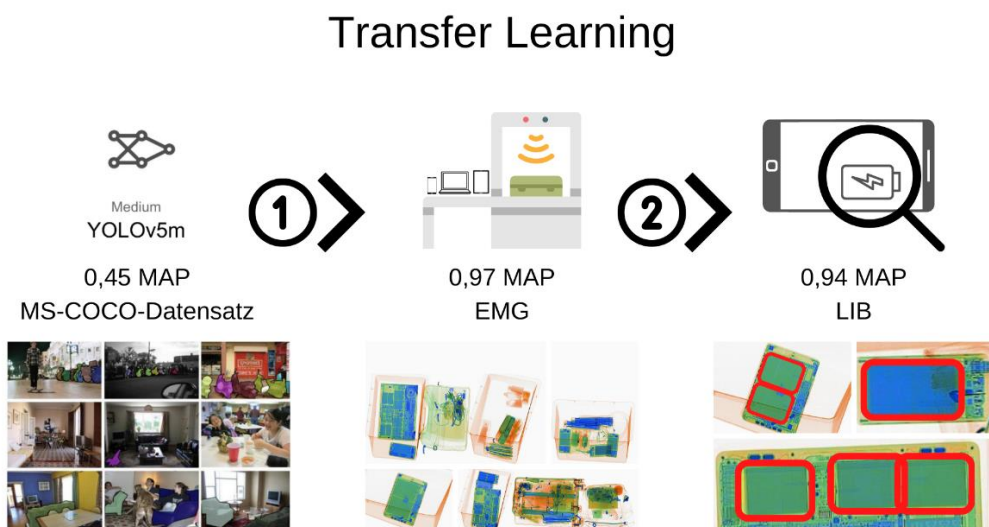 Transfer Learning
Medium
YOLOv5m
1
2
0,45 MAP
MS-COCO-Datensatz
0,97 MAP
EMG
0,94 MAP
LIB